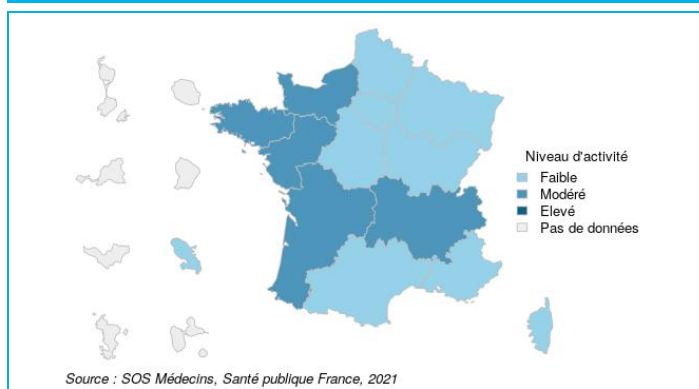 Niveau d'activité
Faible
Modéré
Elevé
Pas de données
Source : SOS Médecins, Santé publique France, 2021